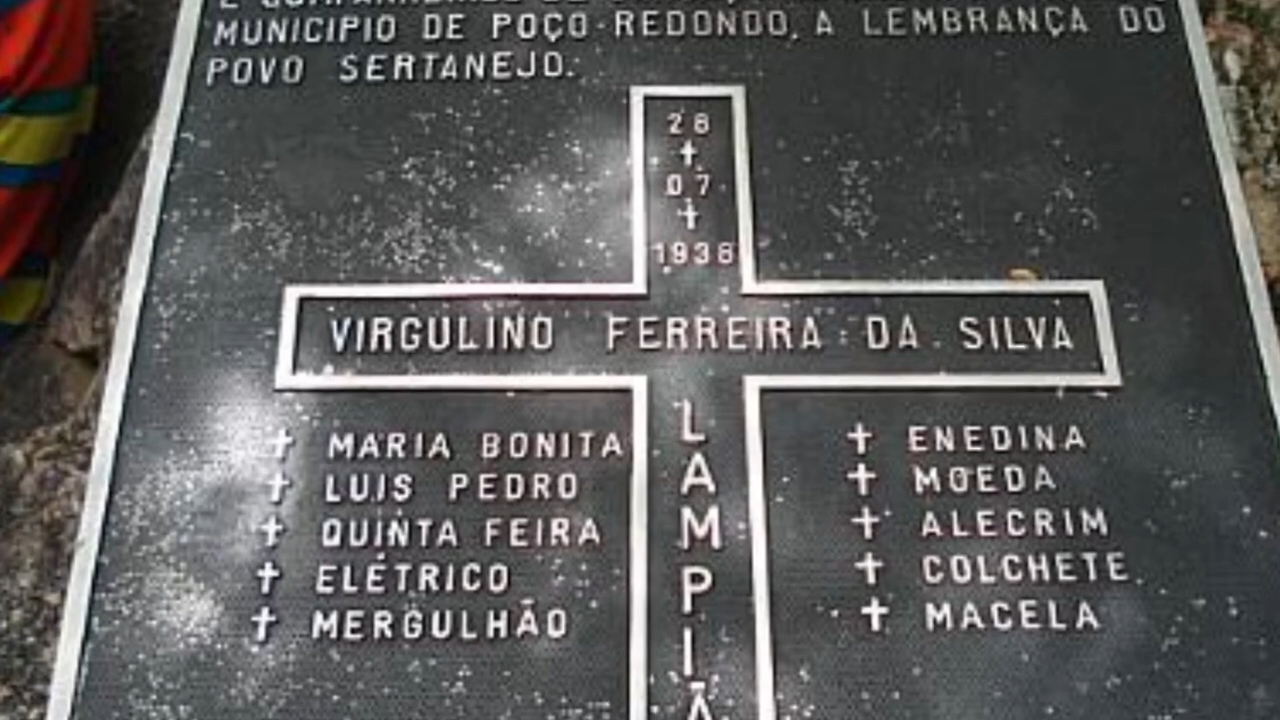 MUNICIPIO DE POÇO-REDONDO, A LEMBRANÇA DO
POVO SERTANEJO.
28
07
1938
VIRGULINO FERREIRA DA SILVA
LAMPIÃ
MARIA BONITA
LUIS PEDRO
QUINTA FEIRA
ELÉTRICO
MERGULHÃO
ENEDINA
MOEDA
ALECRIM
COLCHETE
MACELA